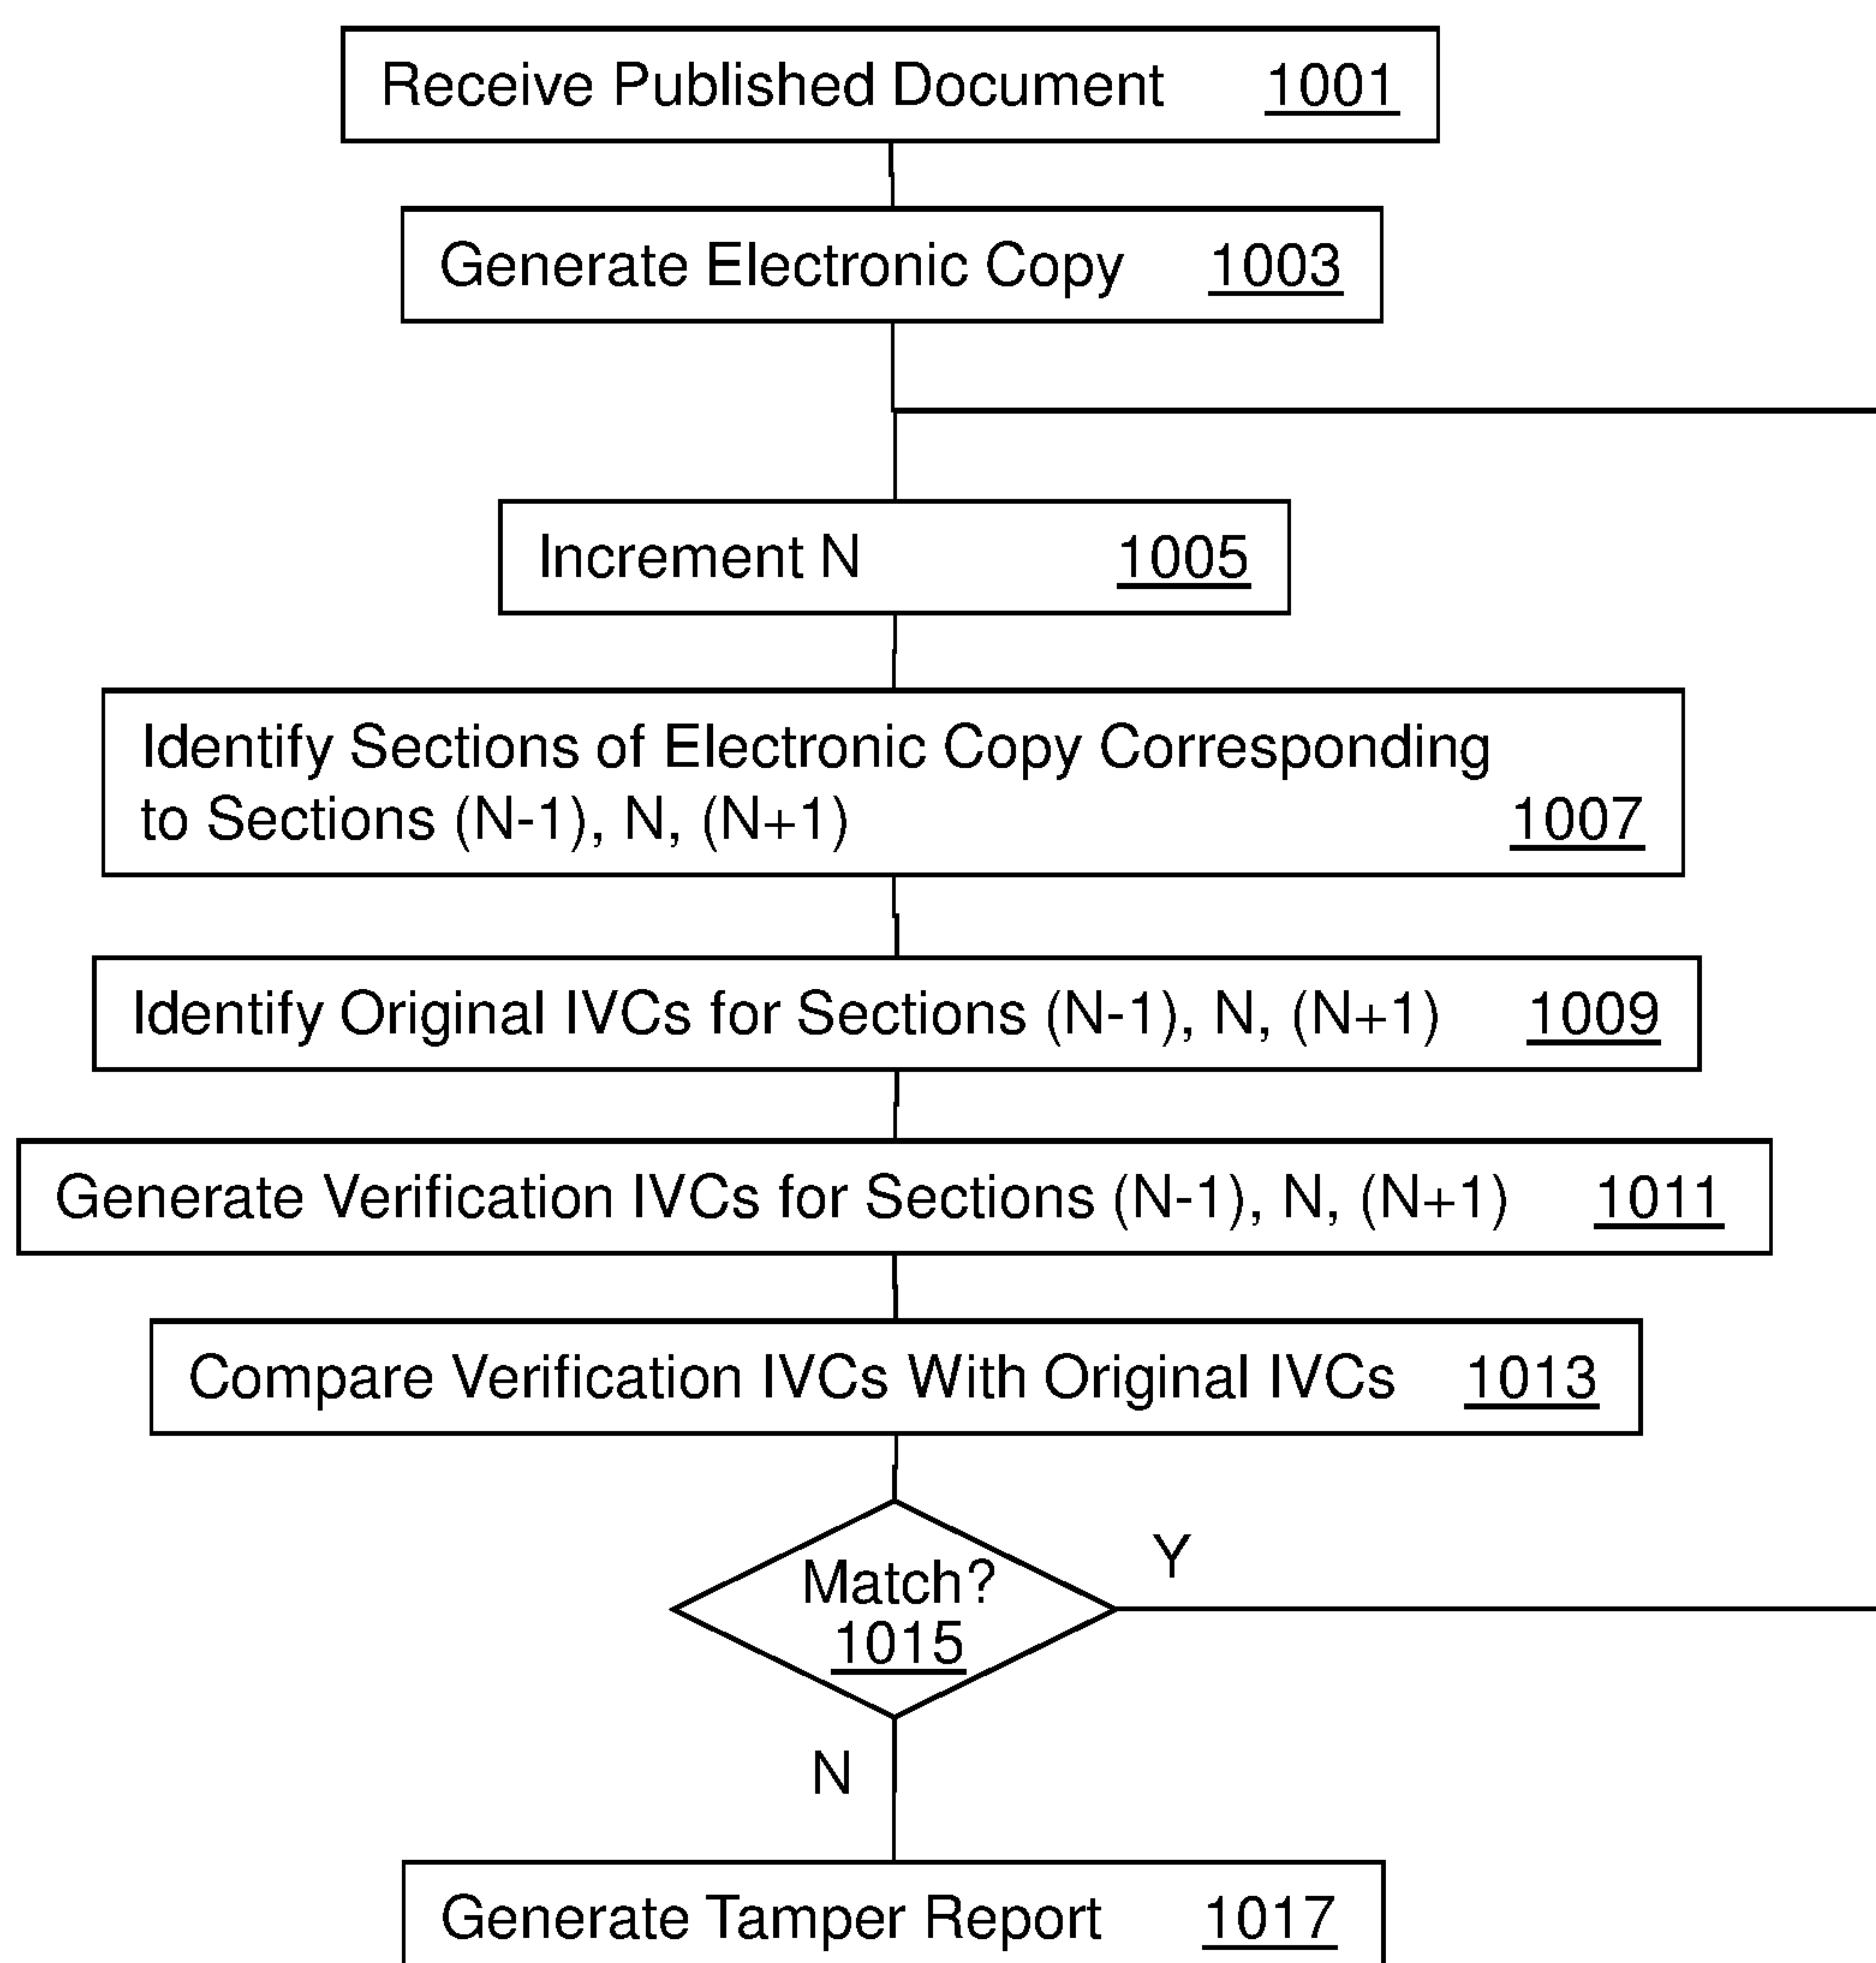 Receive Published Document 1001
Generate Electronic Copy 1003
Increment N 1005
Identify Sections of Electronic Copy Corresponding
to Sections (N-1), N, (N+1) 1007
Identify Original IVCs for Sections (N-1), N, (N+1) 1009
Generate Verification IVCs for Sections (N-1), N, (N+1) 1011
Compare Verification IVCs With Original IVCs 1013
Y
Match?
1015
N
Generate Tamper Report 1017